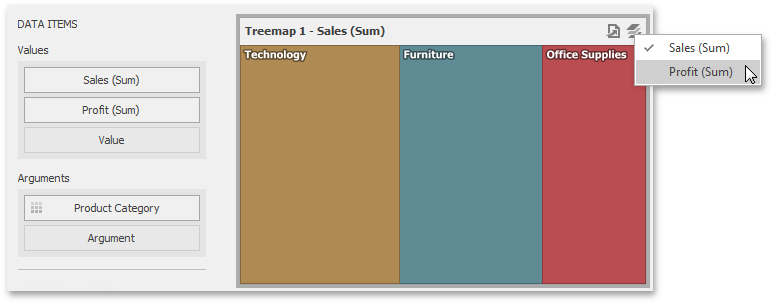 DATA ITEMS
Values
Sales (Sum)
Profit (Sum)
Value
Arguments
Product Category
Argument
Treemap 1 - Sales (Sum)
Technology
Furniture
Office Supplies
Sales (Sum)
Profit (Sum)